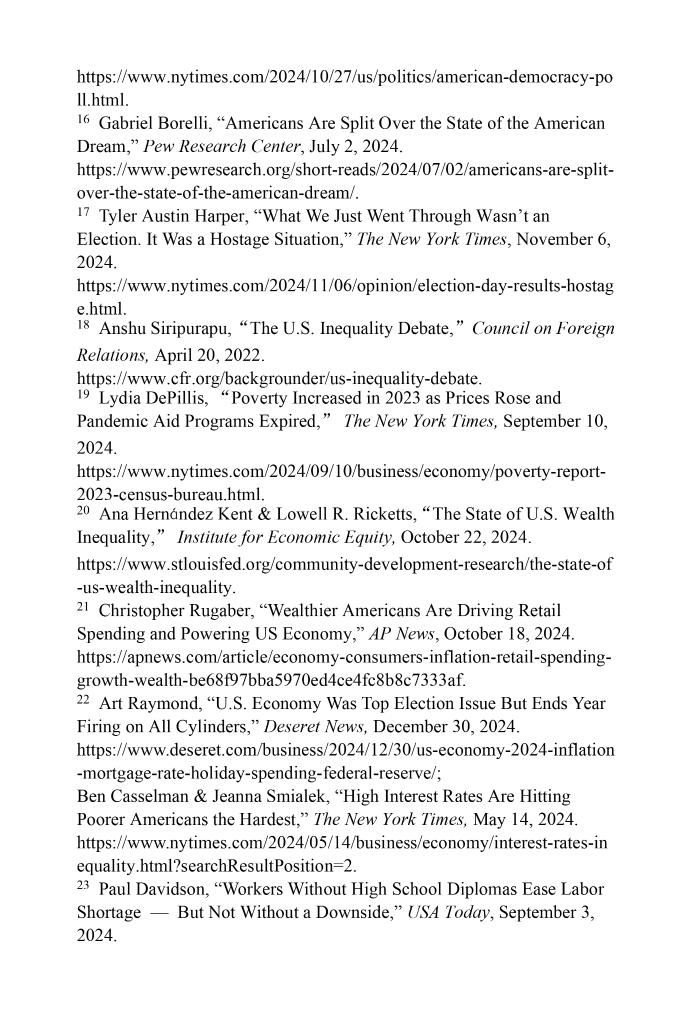 https://www.nytimes.com/2024/10/27/us/politics/american-democracy-po
ll.html.
16 Gabriel Borelli, “Americans Are Split Over the State of the American
Dream,” Pew Research Center, July 2, 2024.
https://www.pewresearch.org/short-reads/2024/07/02/americans-are-split-
over-the-state-of-the-american-dream/.
17 Tyler Austin Harper, “What We Just Went Through Wasn’t an
Election. It Was a Hostage Situation,” The New York Times, November 6,
2024.
https://www.nytimes.com/2024/11/06/opinion/election-day-results-hostag
e.html.
18 Anshu Siripurapu, “The U.S. Inequality Debate,” Council on Foreign
Relations, April 20, 2022.
https://www.cfr.org/backgrounder/us-inequality-debate.
19 Lydia DePillis, “Poverty Increased in 2023 as Prices Rose and
Pandemic Aid Programs Expired,” The New York Times, September 10,
2024.
https://www.nytimes.com/2024/09/10/business/economy/poverty-report-
2023-census-bureau.html.
20 Ana Hernández Kent & Lowell R. Ricketts, “The State of U.S. Wealth
Inequality,” Institute for Economic Equity, October 22, 2024.
https://www.stlouisfed.org/community-development-research/the-state-of
-us-wealth-inequality.
21 Christopher Rugaber, “Wealthier Americans Are Driving Retail
Spending and Powering US Economy,” AP News, October 18, 2024.
https://apnews.com/article/economy-consumers-inflation-retail-spending-
growth-wealth-be68f97bba5970ed4ce4fc8b8c7333af.
22 Art Raymond, “U.S. Economy Was Top Election Issue But Ends Year
Firing on All Cylinders,” Deseret News, December 30, 2024.
https://www.deseret.com/business/2024/12/30/us-economy-2024-inflation
-mortgage-rate-holiday-spending-federal-reserve/;
Ben Casselman & Jeanna Smialek, “High Interest Rates Are Hitting
Poorer Americans the Hardest,” The New York Times, May 14, 2024.
https://www.nytimes.com/2024/05/14/business/economy/interest-rates-in
equality.html?searchResultPosition=2.
23 Paul Davidson, “Workers Without High School Diplomas Ease Labor
Shortage — But Not Without a Downside,” USA Today, September 3,
2024.